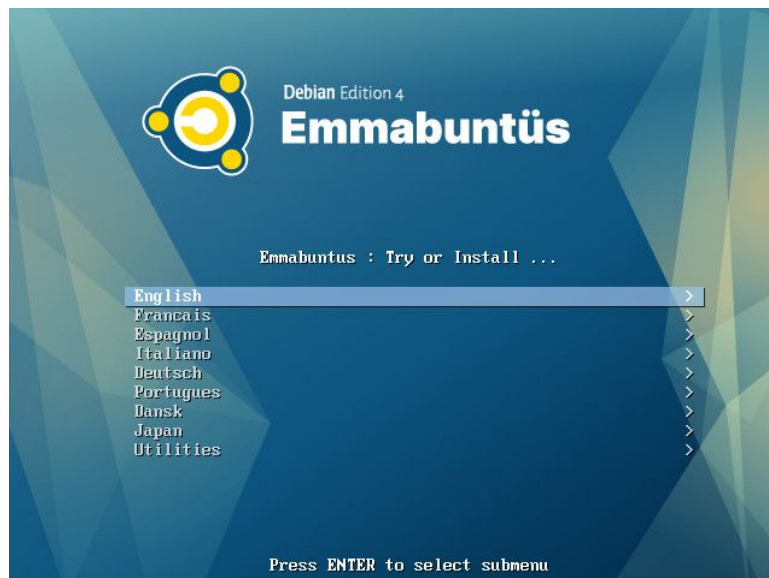 Debian Edition 4
Emmabuntüs
Emmabuntus : Try or Install ...
English >
Francais >
Espagnol >
Italiano >
Deutsch >
Portugues >
Dansk >
Japan >
Utilities >
Press ENTER to select submenu